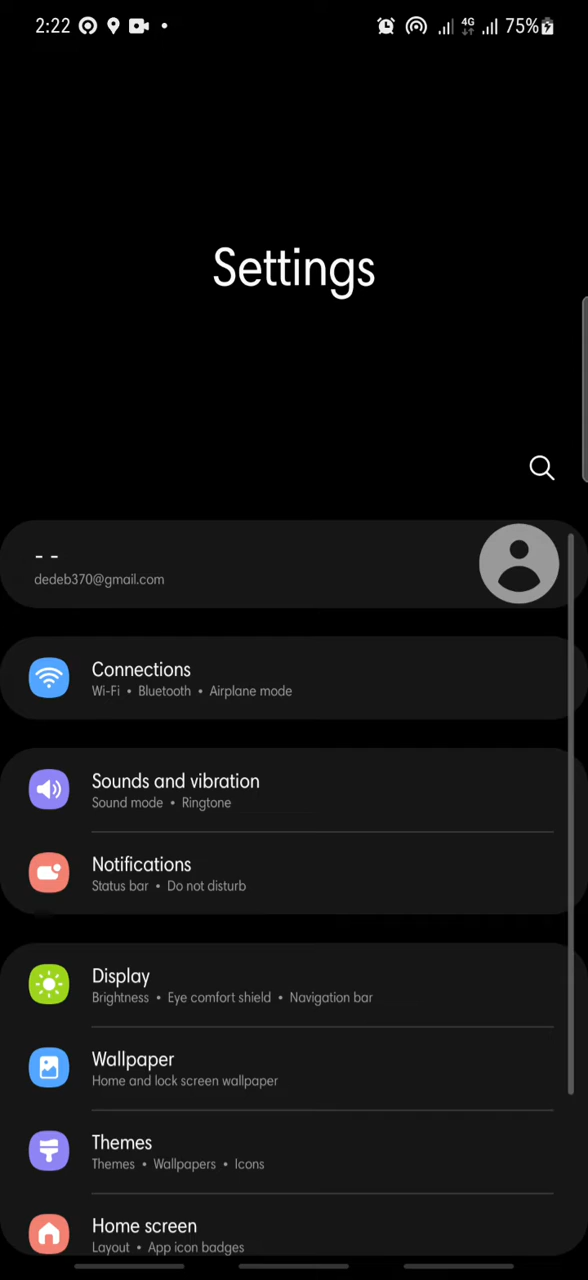 2:22 4G 75%
Settings
- -
dedeb370@gmail.com
Connections
Wi-Fi • Bluetooth • Airplane mode
Sounds and vibration
Sound mode • Ringtone
Notifications
Status bar • Do not disturb
Display
Brightness • Eye comfort shield • Navigation bar
Wallpaper
Home and lock screen wallpaper
Themes
Themes • Wallpapers • Icons
Home screen
Layout • App icon badges